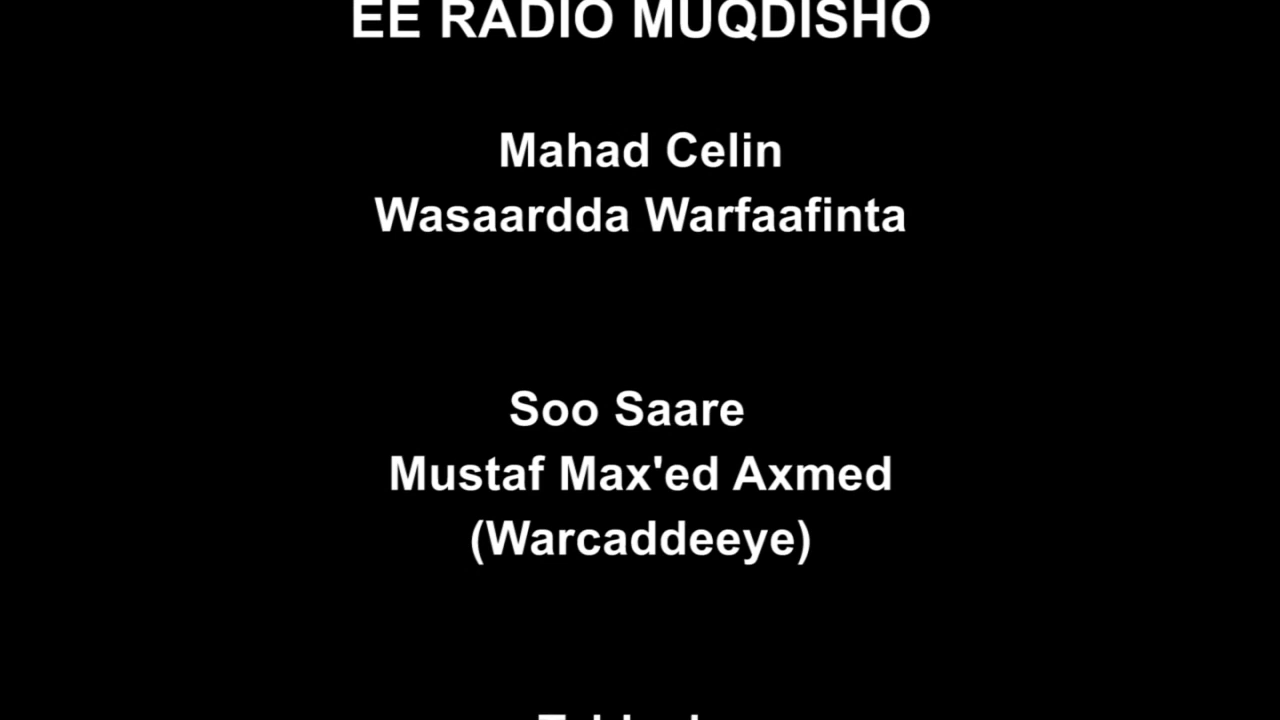 EE RADIO MUQDISHO
Mahad Celin
Wasaardda Warfaafinta
Soo Saare
Mustaf Max'ed Axmed
(Warcaddeeye)